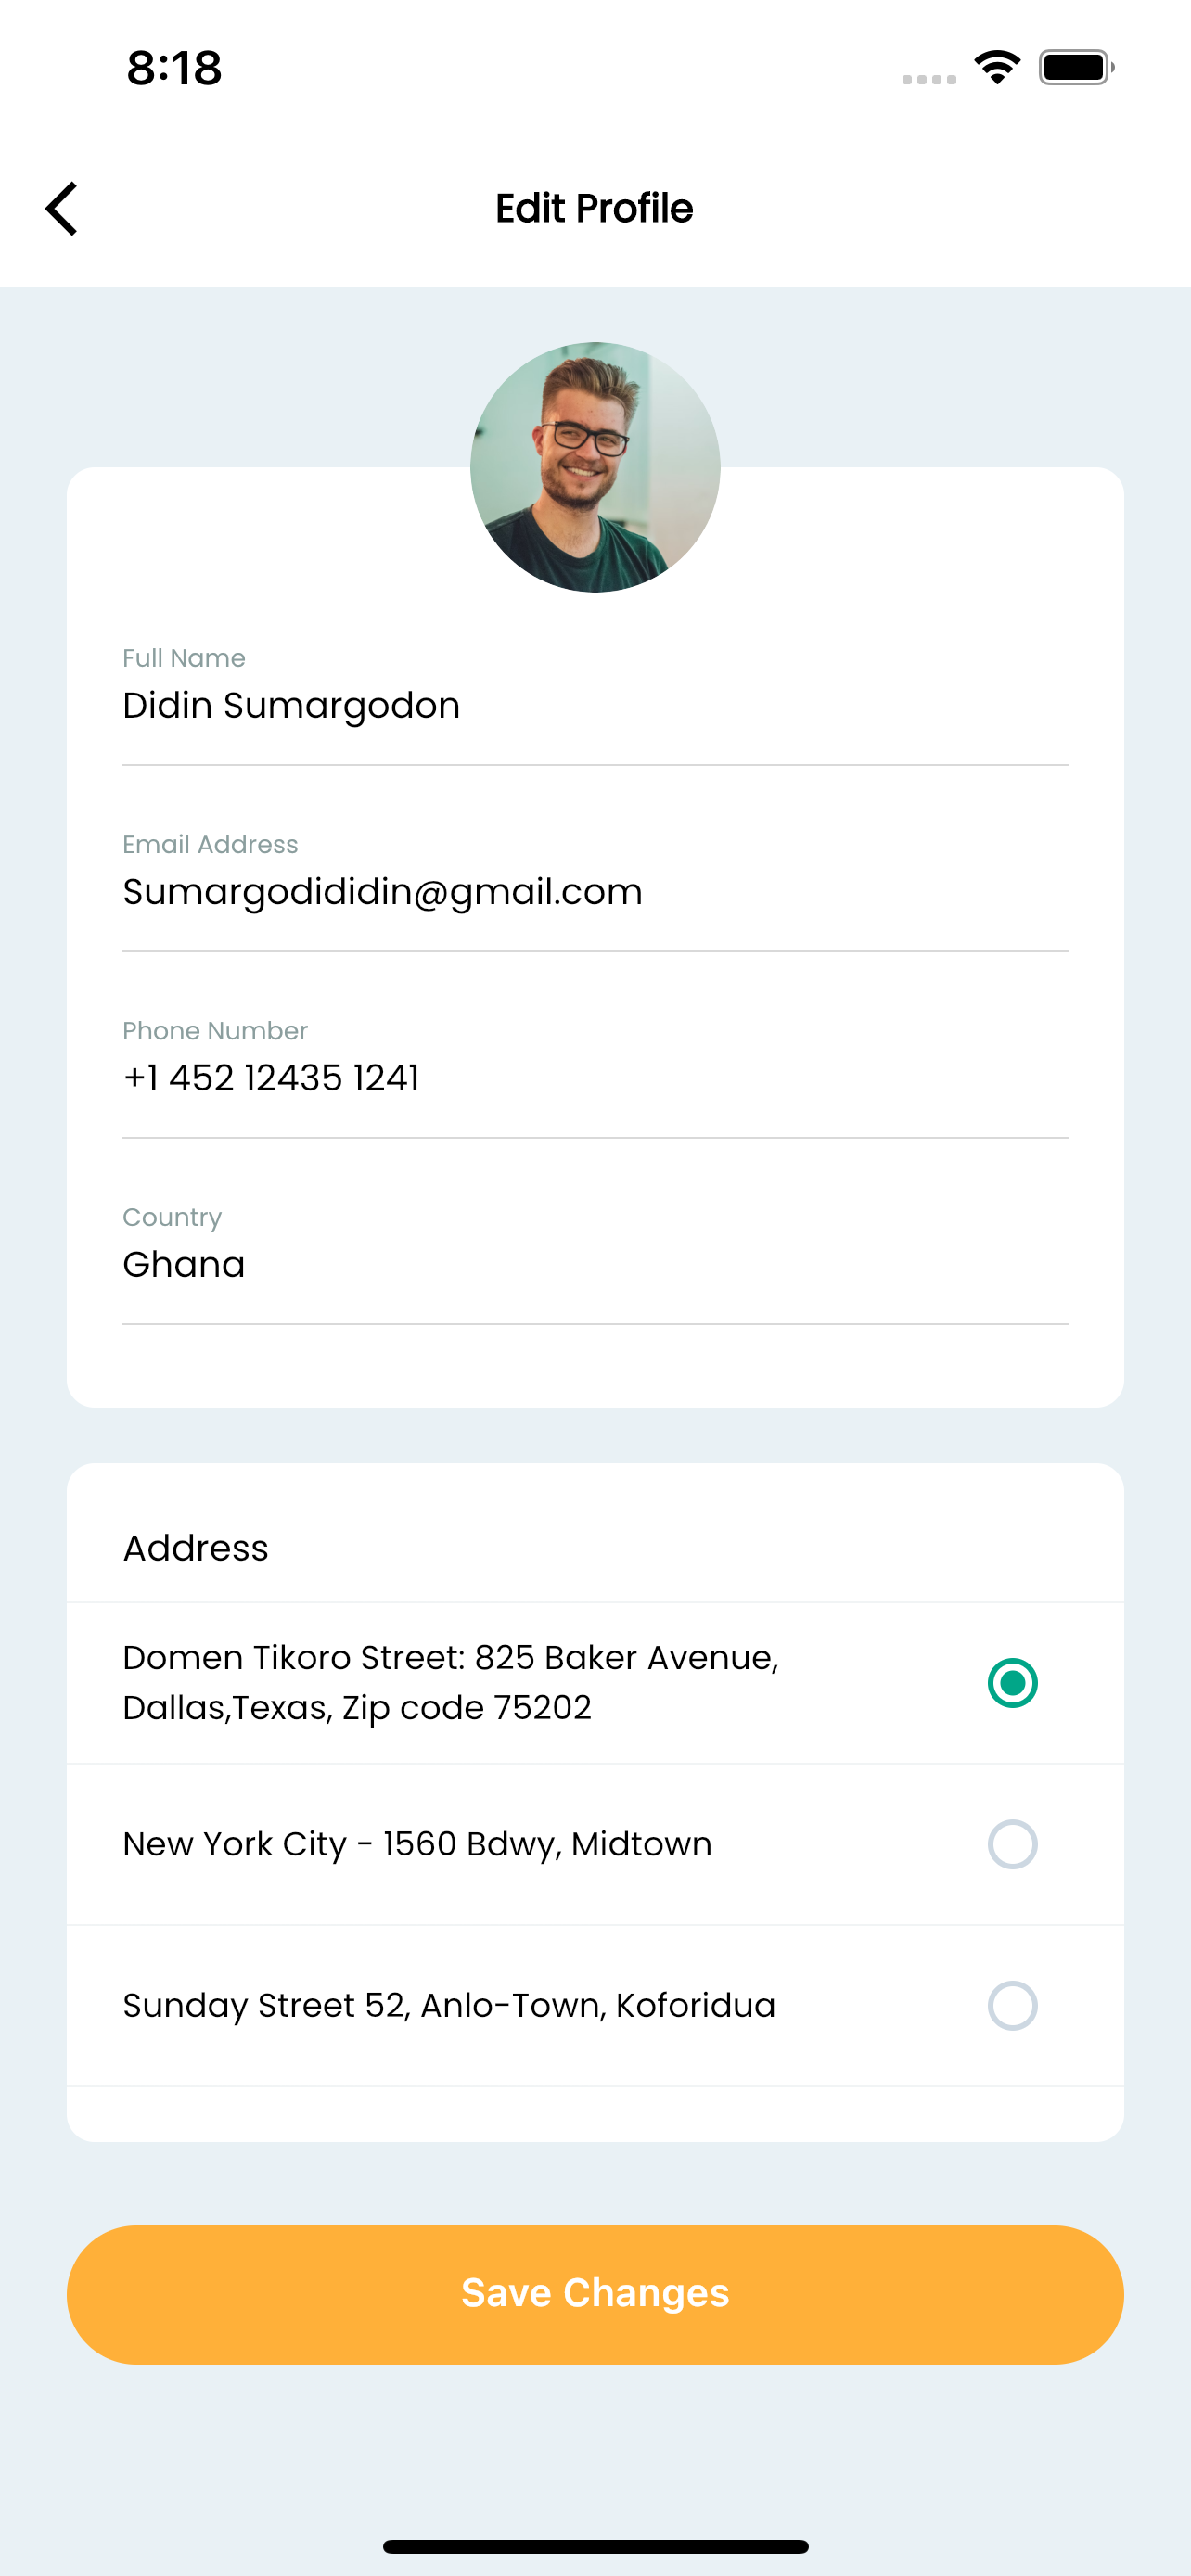 8:18
Edit Profile
Full Name
Didin Sumargodon
Email Address
Sumargodididin@gmail.com
Phone Number
+1 452 12435 1241
Country
Ghana
Address
Domen Tikoro Street: 825 Baker Avenue,
Dallas,Texas, Zip code 75202
New York City - 1560 Bdwy, Midtown
Sunday Street 52, Anlo-Town, Koforidua
Save Changes